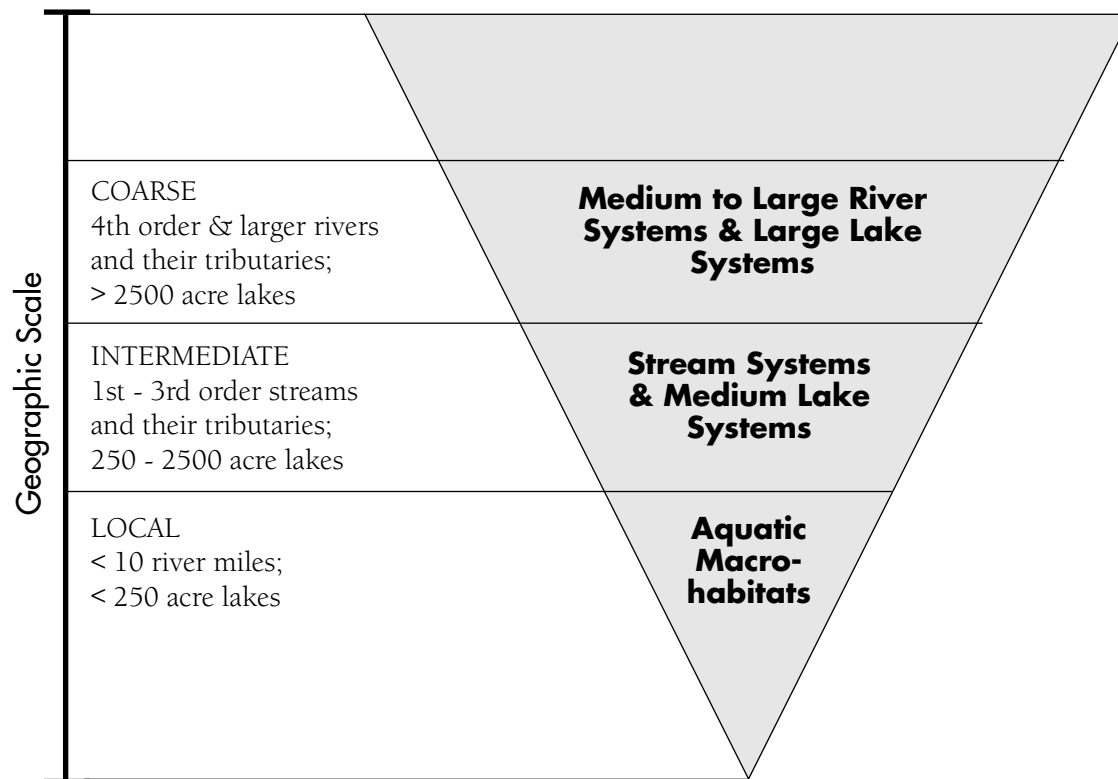 Geographic Scale
COARSE
4th order & larger rivers
and their tributaries;
> 2500 acre lakes
Medium to Large River
Systems & Large Lake
Systems
INTERMEDIATE
1st - 3rd order streams
and their tributaries;
250 - 2500 acre lakes
Stream Systems
& Medium Lake
Systems
LOCAL
< 10 river miles;
< 250 acre lakes
Aquatic
Macro-
habitats